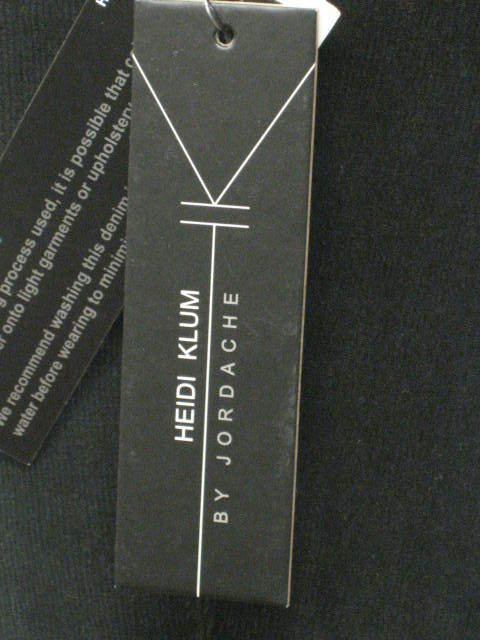 HEIDI KLUM
BY JORDACHE
process used, it is possible that
onto light garments or upholstery
We recommend washing this denim
water before wearing to